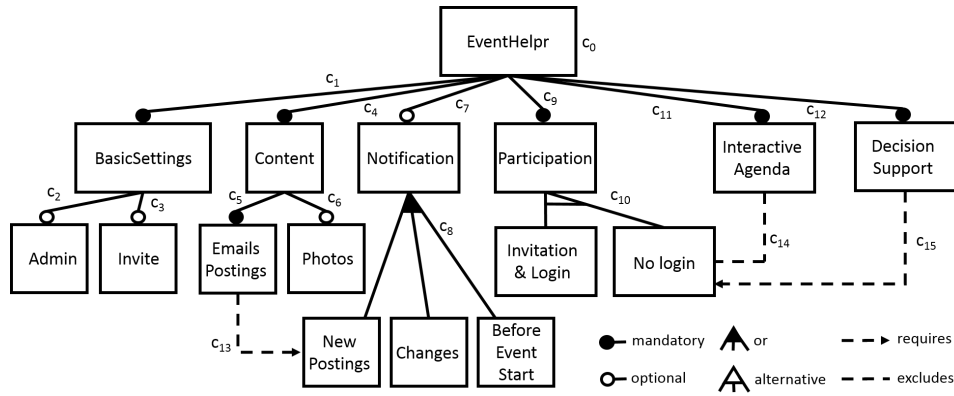 EventHelpr
c0
c1
c4
c7
c9
c11
c12
BasicSettings
Content
Notification
Participation
Interactive
Agenda
Decision
Support
c2
c3
c5
c6
c8
c10
Admin
Invite
Emails
Postings
Photos
Invitation
& Login
No login
c14
c15
c13
New
Postings
Changes
Before
Event
Start
mandatory
or
requires
optional
alternative
excludes